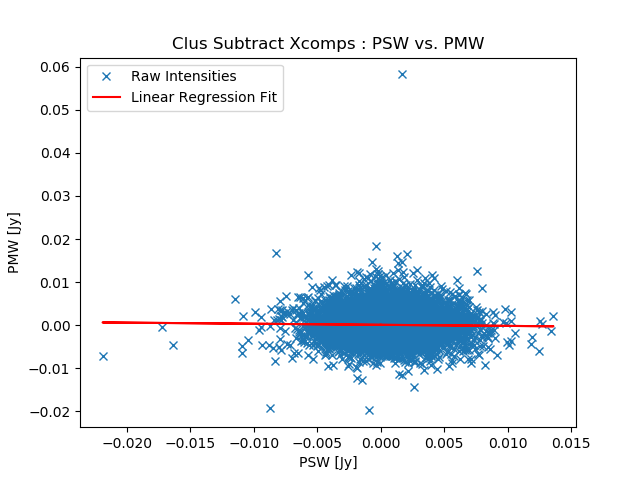 Clus Subtract Xcomps : PSW vs. PMW
Raw Intensities
Linear Regression Fit
0.06
0.05
0.04
0.03
0.02
0.01
0.00
−0.01
−0.02
PMW [Jy]
−0.020 −0.015 −0.010 −0.005 0.000 0.005 0.010 0.015
PSW [Jy]